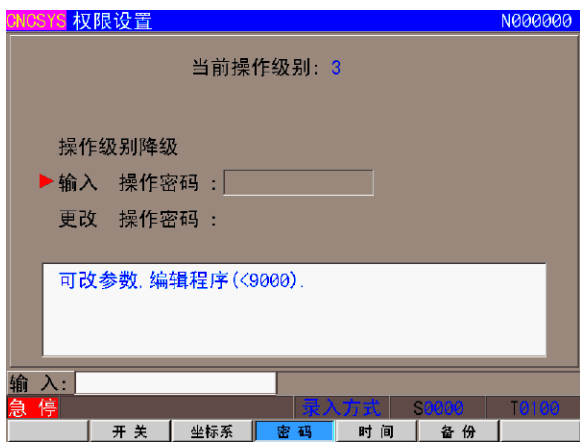 CNCSYS 权限设置 N000000
当前操作级别: 3
操作级别降级
输入 操作密码 :
更改 操作密码 :
可改参数,编辑程序(<9000).
输 入:
急 停 录入方式 S0000 T0100
开 关 坐标系 密 码 时 间 备 份